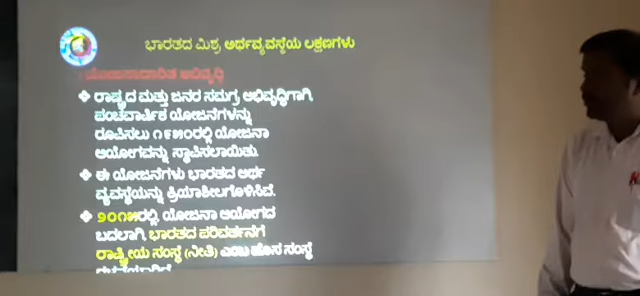 ಭಾರತದ ಮಿಶ್ರ ಅರ್ಥವ್ಯವಸ್ಥೆಯ ಲಕ್ಷಣಗಳು
ಯೋಜನಾಧಾರಿತ ಅಭಿವೃದ್ಧಿ
❖ ರಾಷ್ಟ್ರದ ಮತ್ತು ಜನರ ಸಮಗ್ರ ಅಭಿವೃದ್ಧಿಗಾಗಿ,
ಪಂಚವಾರ್ಷಿಕ ಯೋಜನೆಗಳನ್ನು
ರೂಪಿಸಲು ೧೯೫೦ರಲ್ಲಿ ಯೋಜನಾ
ಆಯೋಗವನ್ನು ಸ್ಥಾಪಿಸಲಾಯಿತು.
❖ ಈ ಯೋಜನೆಗಳು ಭಾರತದ ಅರ್ಥ
ವ್ಯವಸ್ಥೆಯನ್ನು ಕ್ರಿಯಾಶೀಲಗೊಳಿಸಿವೆ.
❖ ೨೦೧೫ರಲ್ಲಿ ಯೋಜನಾ ಆಯೋಗದ
ಬದಲಾಗಿ, ಭಾರತದ ಪರಿವರ್ತನೆಗೆ
ರಾಷ್ಟ್ರೀಯ ಸಂಸ್ಥೆ (ನೀತಿ) ಎಂಬ ಹೊಸ ಸಂಸ್ಥೆ